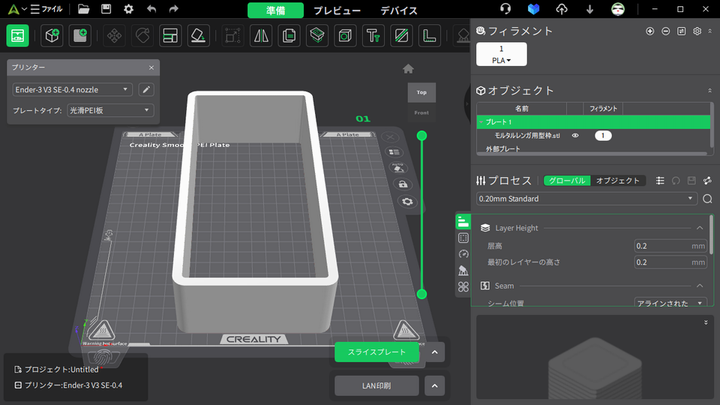 ファイル
準備
プレビュー
デバイス
プリンター
Ender-3 V3 SE-0.4 nozzle
プレートタイプ:
光滑PEI板
フィラメント
1
PLA
オブジェクト
名前
フィラメント
プレート 1
モルタルレンガ用型枠.stl
1
外部プレート
プロセス
グローバル
オブジェクト
0.20mm Standard
Layer Height
層高
0.2
mm
最初のレイヤーの高さ
0.2
mm
Seam
シーム位置
アラインされた
Top
Front
01
A Plate
A Plate
Creality Smooth PEI Plate
CREALITY
スライスプレート
LAN印刷
プロジェクト:Untitled
プリンター:Ender-3 V3 SE-0.4